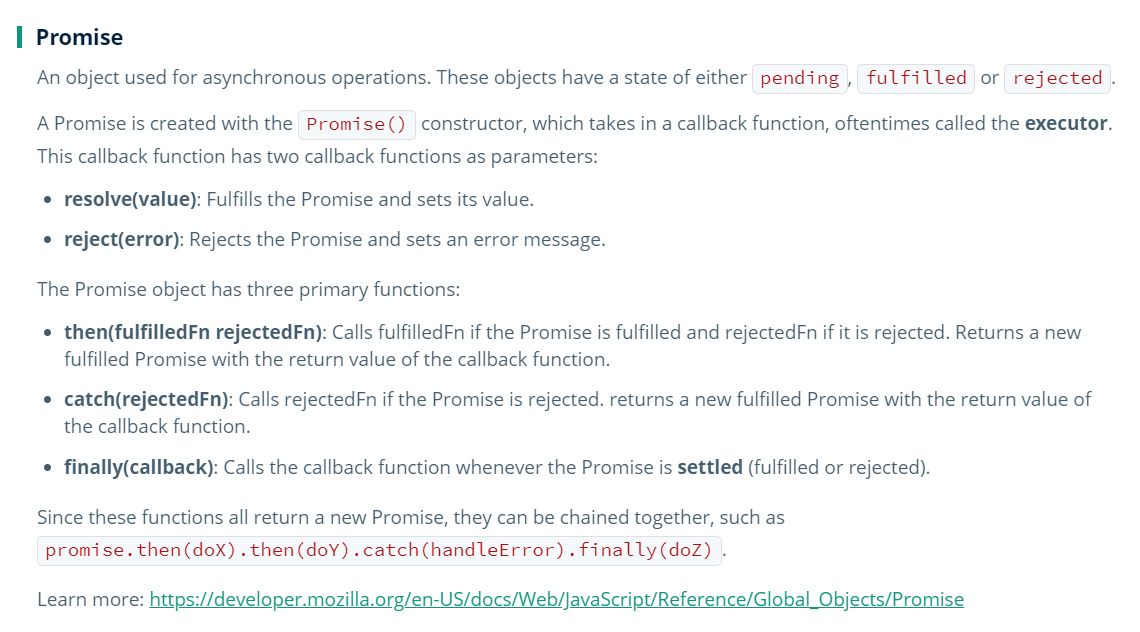 Promise
An object used for asynchronous operations. These objects have a state of either pending, fulfilled or rejected.
A Promise is created with the Promise() constructor, which takes in a callback function, oftentimes called the executor.
This callback function has two callback functions as parameters:
• resolve(value): Fulfills the Promise and sets its value.
• reject(error): Rejects the Promise and sets an error message.
The Promise object has three primary functions:
• then(fulfilledFn rejectedFn): Calls fulfilledFn if the Promise is fulfilled and rejectedFn if it is rejected. Returns a new
fulfilled Promise with the return value of the callback function.
• catch(rejectedFn): Calls rejectedFn if the Promise is rejected. returns a new fulfilled Promise with the return value of
the callback function.
• finally(callback): Calls the callback function whenever the Promise is settled (fulfilled or rejected).
Since these functions all return a new Promise, they can be chained together, such as
promise.then(doX).then(doY).catch(handleError).finally(doZ).
Learn more: https://developer.mozilla.org/en-US/docs/Web/JavaScript/Reference/Global_Objects/Promise